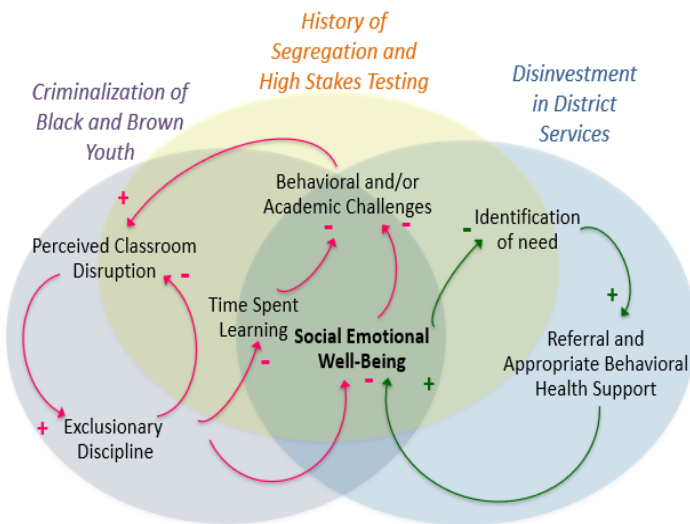 History of
Segregation and
High Stakes Testing
Criminalization of
Black and Brown
Youth
Disinvestment
in District
Services
Behavioral and/or
Academic Challenges
+
-
-
-
Identification
of need
Perceived Classroom
Disruption
-
+
Time Spent
Learning
-
Social Emotional
Well-Being
-
+
Referral and
Appropriate Behavioral
Health Support
+
Exclusionary
Discipline